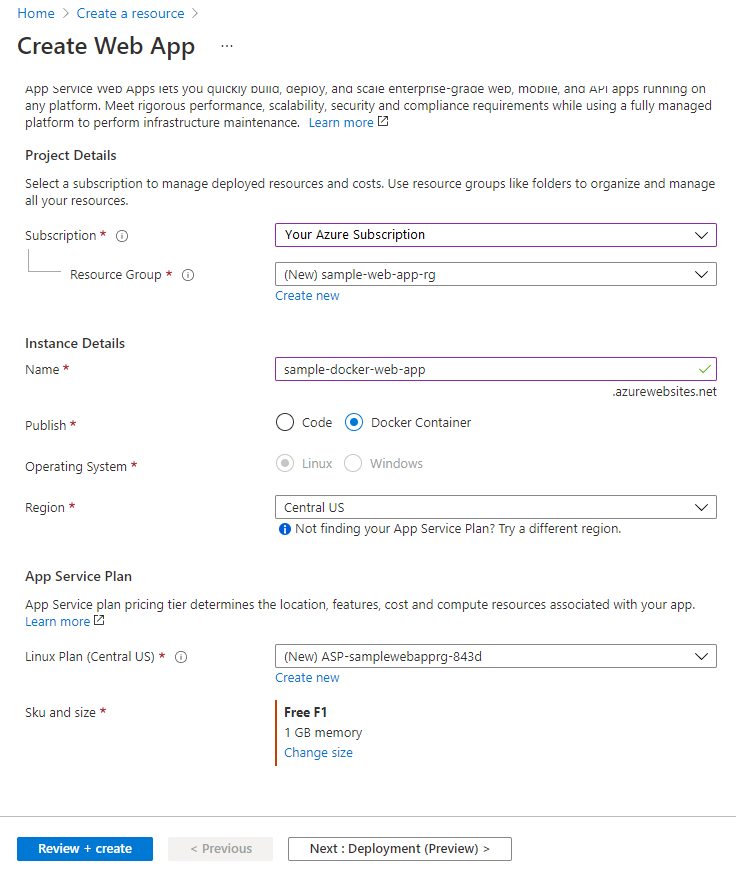 Home > Create a resource >
Create Web App ...
App Service Web Apps lets you quickly build, deploy, and scale enterprise-grade web, mobile, and API apps running on
any platform. Meet rigorous performance, scalability, security and compliance requirements while using a fully managed
platform to perform infrastructure maintenance. Learn more
Project Details
Select a subscription to manage deployed resources and costs. Use resource groups like folders to organize and manage
all your resources.
Subscription * Your Azure Subscription
Resource Group * (New) sample-web-app-rg
Create new
Instance Details
Name * sample-docker-web-app
.azurewebsites.net
Publish * Code Docker Container
Operating System * Linux Windows
Region * Central US
Not finding your App Service Plan? Try a different region.
App Service Plan
App Service plan pricing tier determines the location, features, cost and compute resources associated with your app.
Learn more
Linux Plan (Central US) * (New) ASP-samplewebapprg-843d
Create new
Sku and size * Free F1
1 GB memory
Change size
Review + create < Previous Next : Deployment (Preview) >